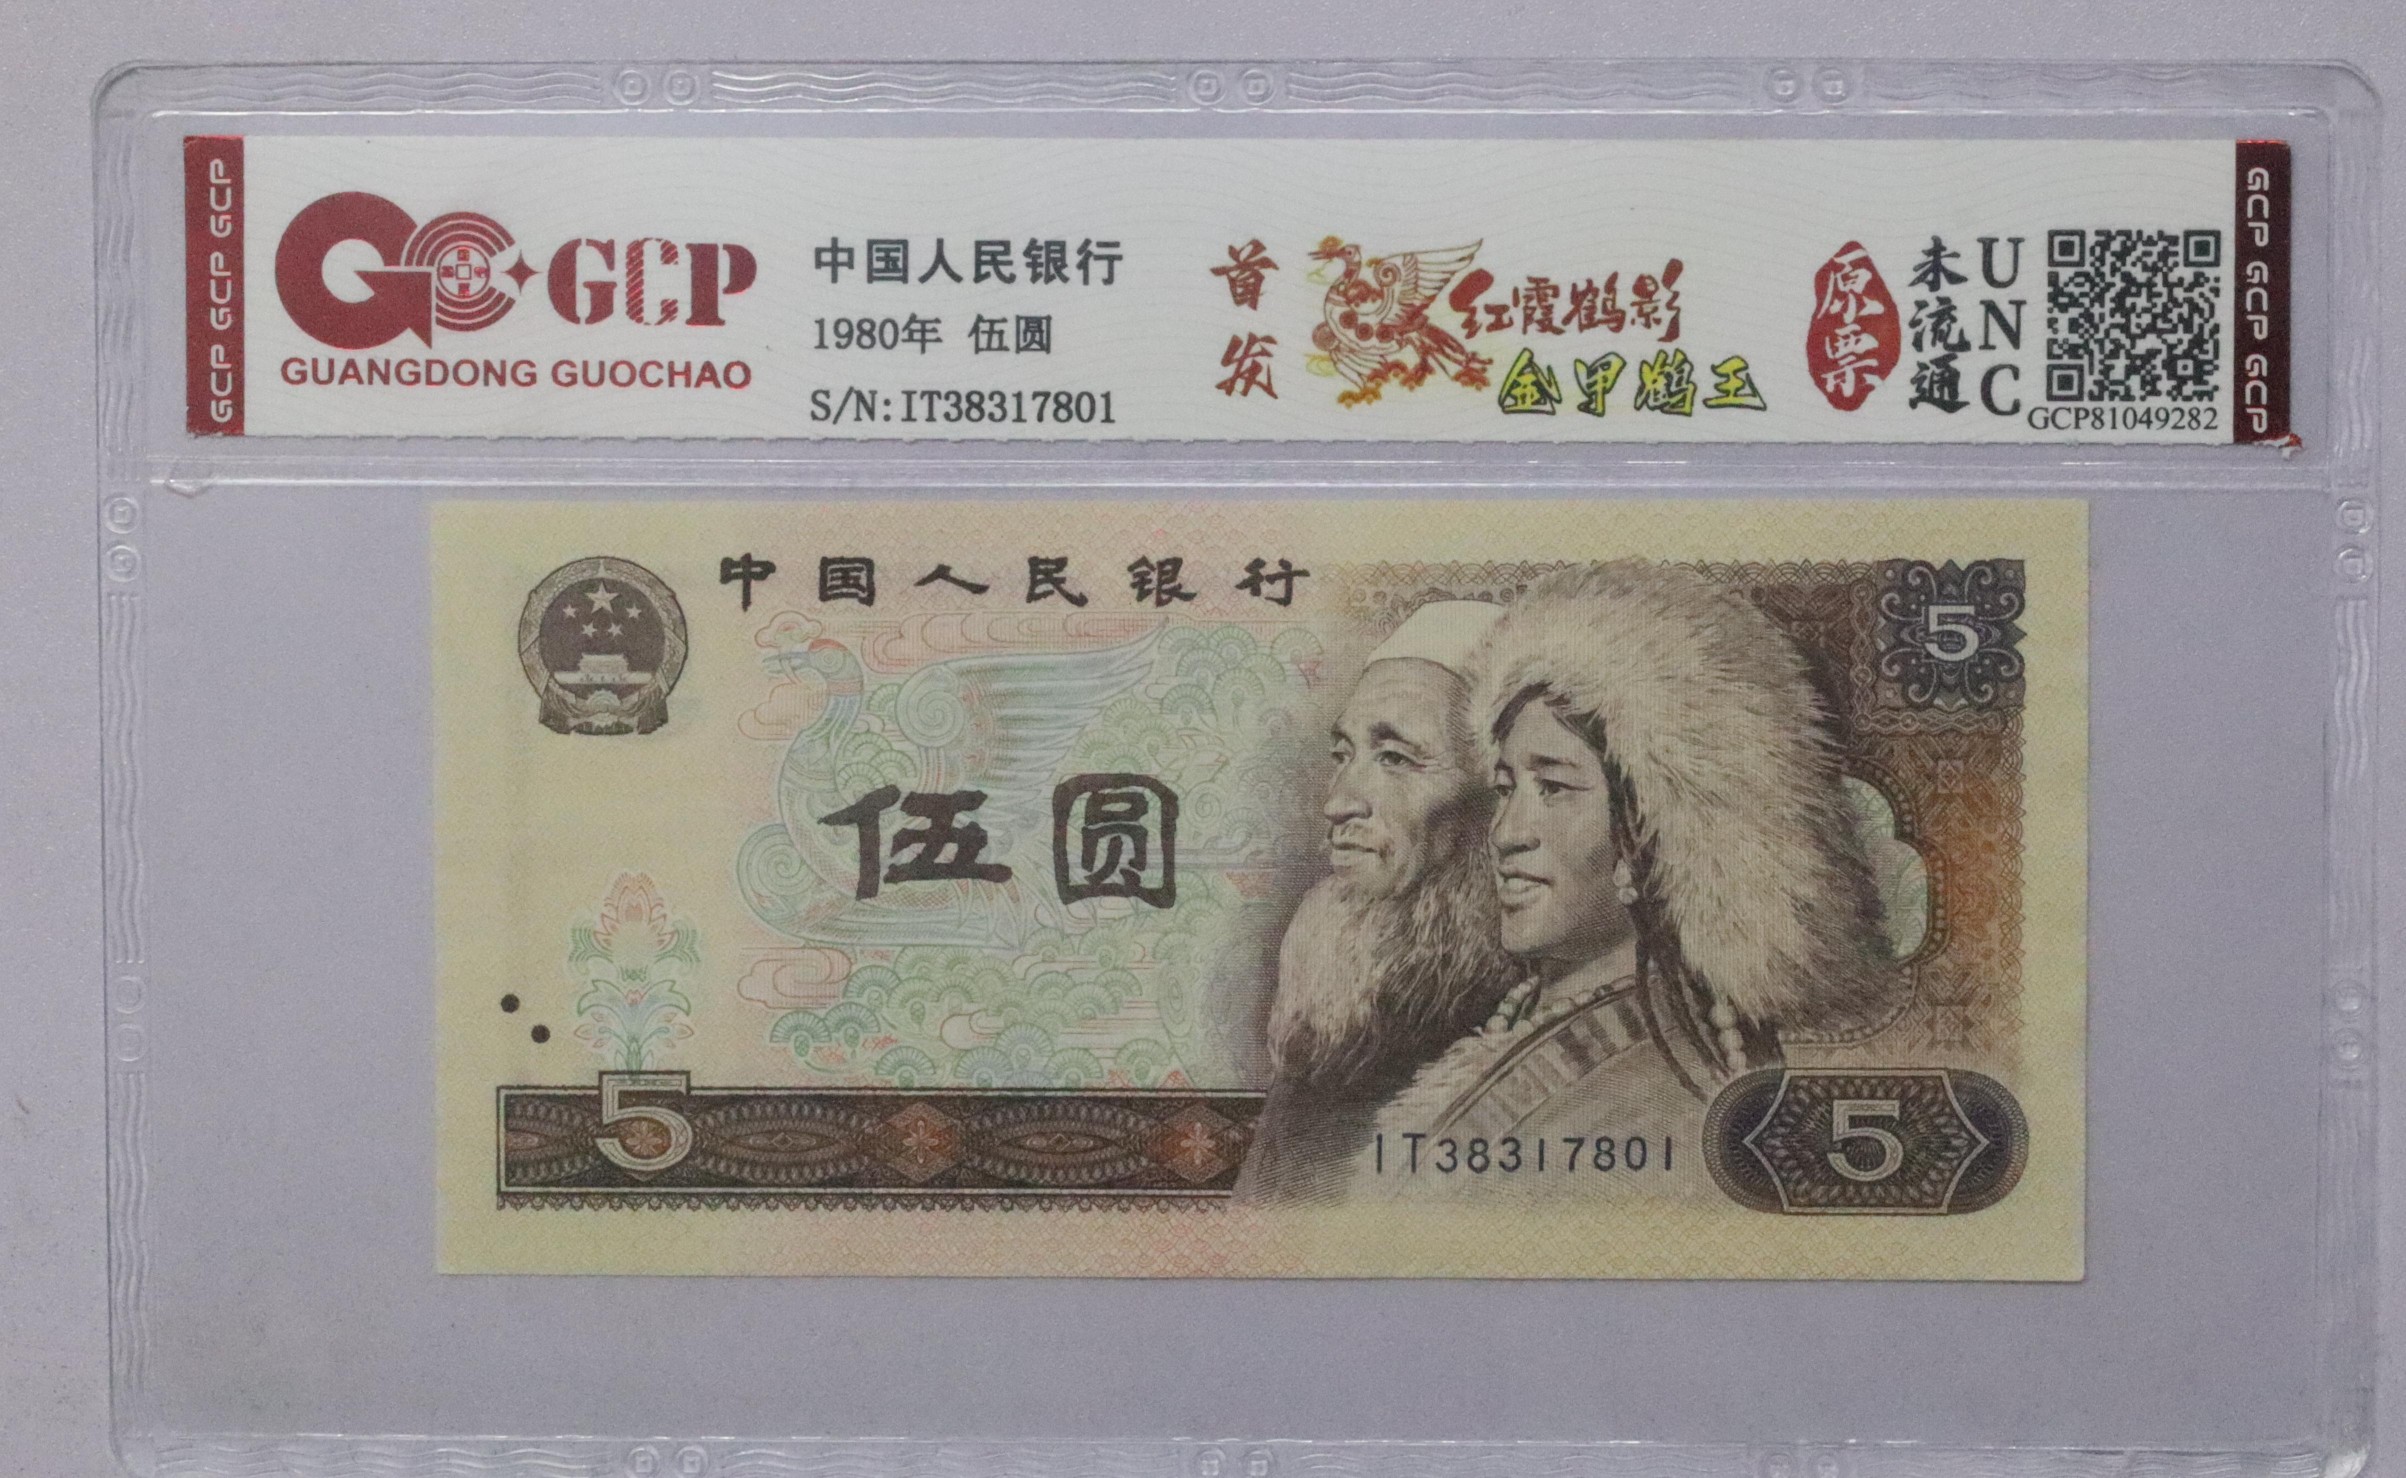 GCP GCP GCP
GCP
GUANGDONG GUOCHAO
中国人民银行
1980年 伍圆
S/N:IT38317801
首发
红霞鹤影
金甲鹤王
原票
未流通
UNC
GCP81049282
GCP GCP GCP
中国人民银行
5
伍圆
5
IT38317801
5